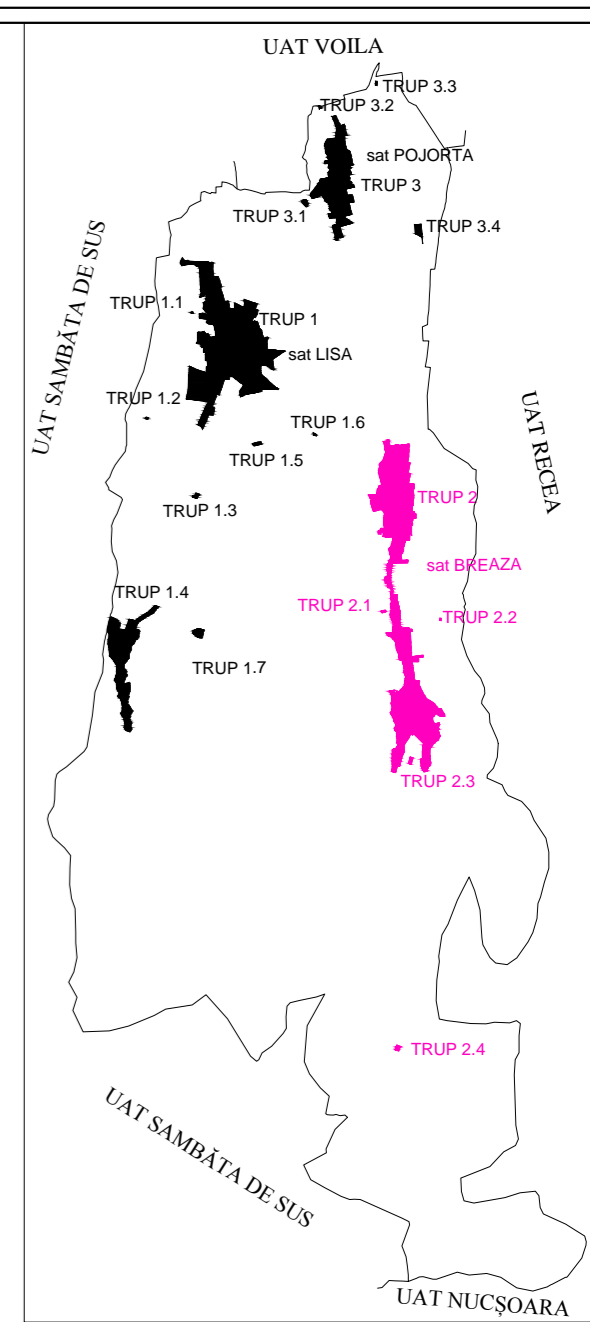 UAT VOILA
TRUP 3.3
TRUP 3.2
sat POJORTA
TRUP 3
TRUP 3.1
TRUP 3.4
UAT SAMBĂTA DE SUS
TRUP 1.1
TRUP 1
sat LISA
TRUP 1.2
TRUP 1.6
TRUP 1.5
UAT RECEA
TRUP 2
TRUP 1.3
sat BREAZA
TRUP 1.4
TRUP 2.1
TRUP 2.2
TRUP 1.7
TRUP 2.3
TRUP 2.4
UAT SAMBĂTA DE SUS
UAT NUCȘOARA